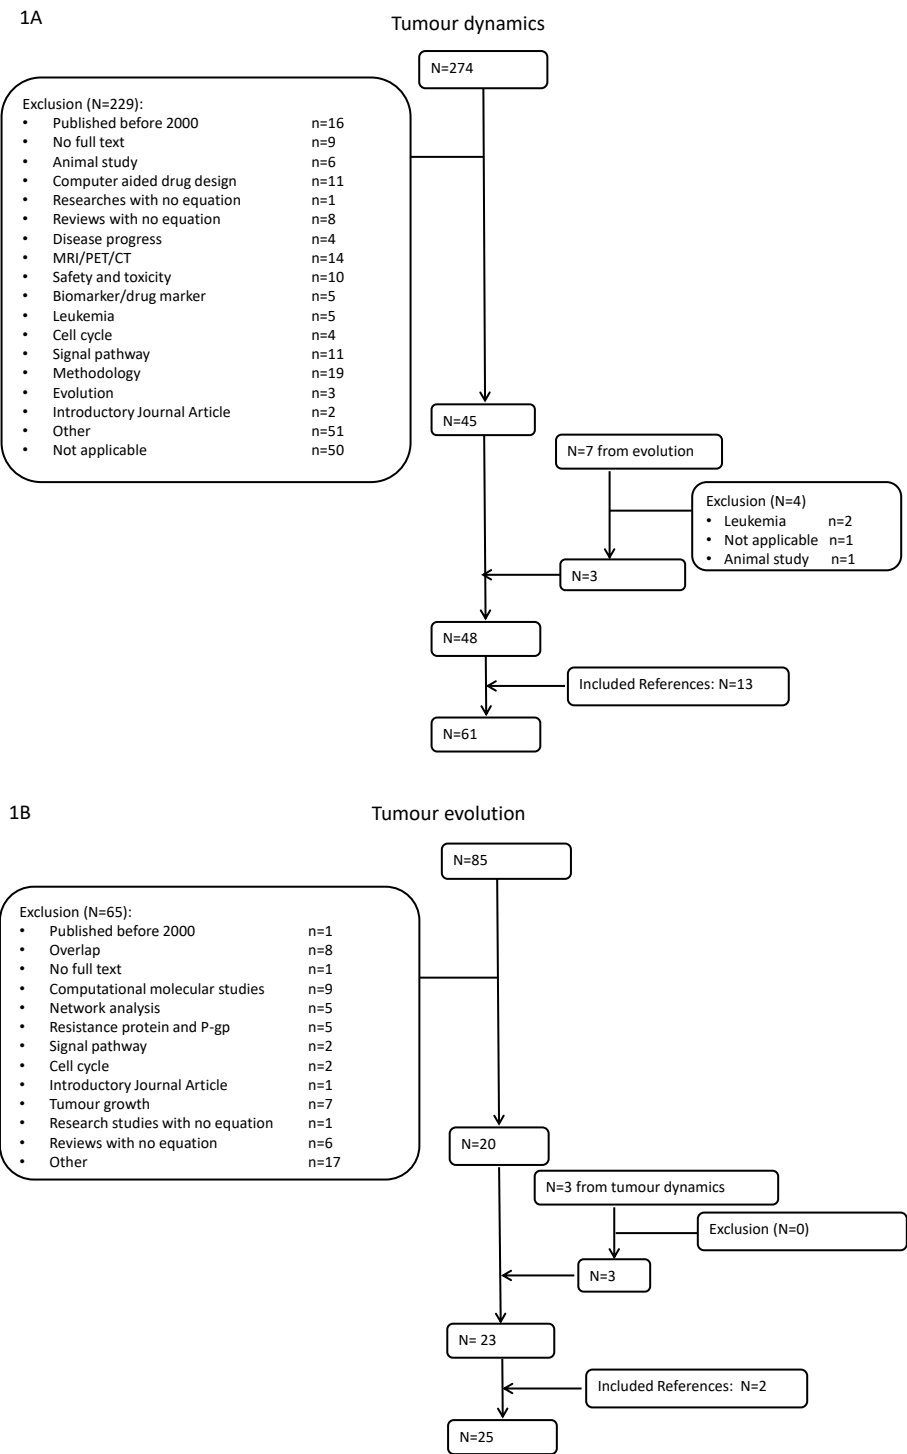 1A
Tumour dynamics
N=274
Exclusion (N=229):
• Published before 2000 n=16
• No full text n=9
• Animal study n=6
• Computer aided drug design n=11
• Researches with no equation n=1
• Reviews with no equation n=8
• Disease progress n=4
• MRI/PET/CT n=14
• Safety and toxicity n=10
• Biomarker/drug marker n=5
• Leukemia n=5
• Cell cycle n=4
• Signal pathway n=11
• Methodology n=19
• Evolution n=3
• Introductory Journal Article n=2
• Other n=51
• Not applicable n=50
N=45
N=7 from evolution
Exclusion (N=4)
• Leukemia n=2
• Not applicable n=1
• Animal study n=1
N=3
N=48
Included References: N=13
N=61
1B
Tumour evolution
N=85
Exclusion (N=65):
• Published before 2000 n=1
• Overlap n=8
• No full text n=1
• Computational molecular studies n=9
• Network analysis n=5
• Resistance protein and P-gp n=5
• Signal pathway n=2
• Cell cycle n=2
• Introductory Journal Article n=1
• Tumour growth n=7
• Research studies with no equation n=1
• Reviews with no equation n=6
• Other n=17
N=20
N=3 from tumour dynamics
Exclusion (N=0)
N=3
N= 23
Included References: N=2
N=25